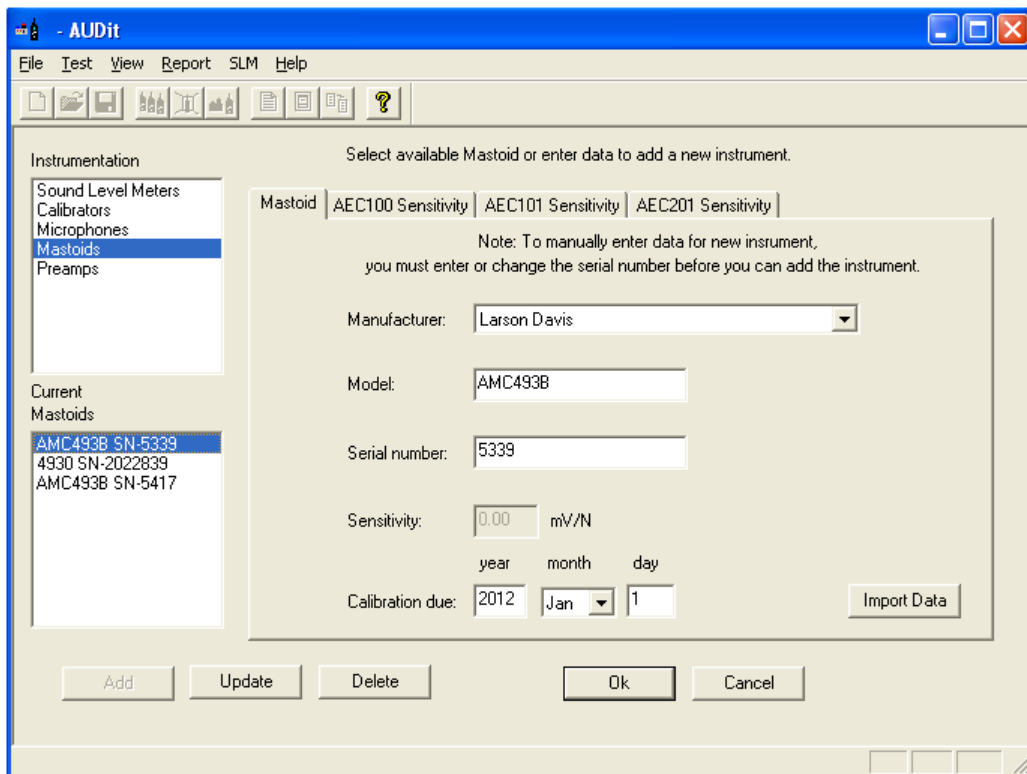 - AUDit
File Test View Report SLM Help
Instrumentation
Sound Level Meters
Calibrators
Microphones
Mastoids
Preamps
Current
Mastoids
AMC493B SN-5339
4930 SN-2022839
AMC493B SN-5417
Select available Mastoid or enter data to add a new instrument.
Mastoid AEC100 Sensitivity AEC101 Sensitivity AEC201 Sensitivity
Note: To manually enter data for new insrument,
you must enter or change the serial number before you can add the instrument.
Manufacturer: Larson Davis
Model: AMC493B
Serial number: 5339
Sensitivity: 0.00 mV/N
year month day
Calibration due: 2012 Jan 1
Import Data
Add Update Delete Ok Cancel